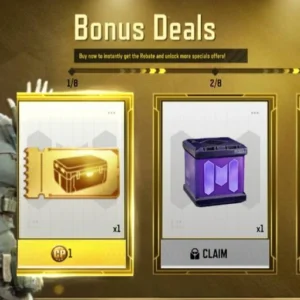 Bonus Deals
Buy now to instantly get the Rebate and unlock more specials offers!
1/8
2/8
x1
x1
CP 1
CLAIM